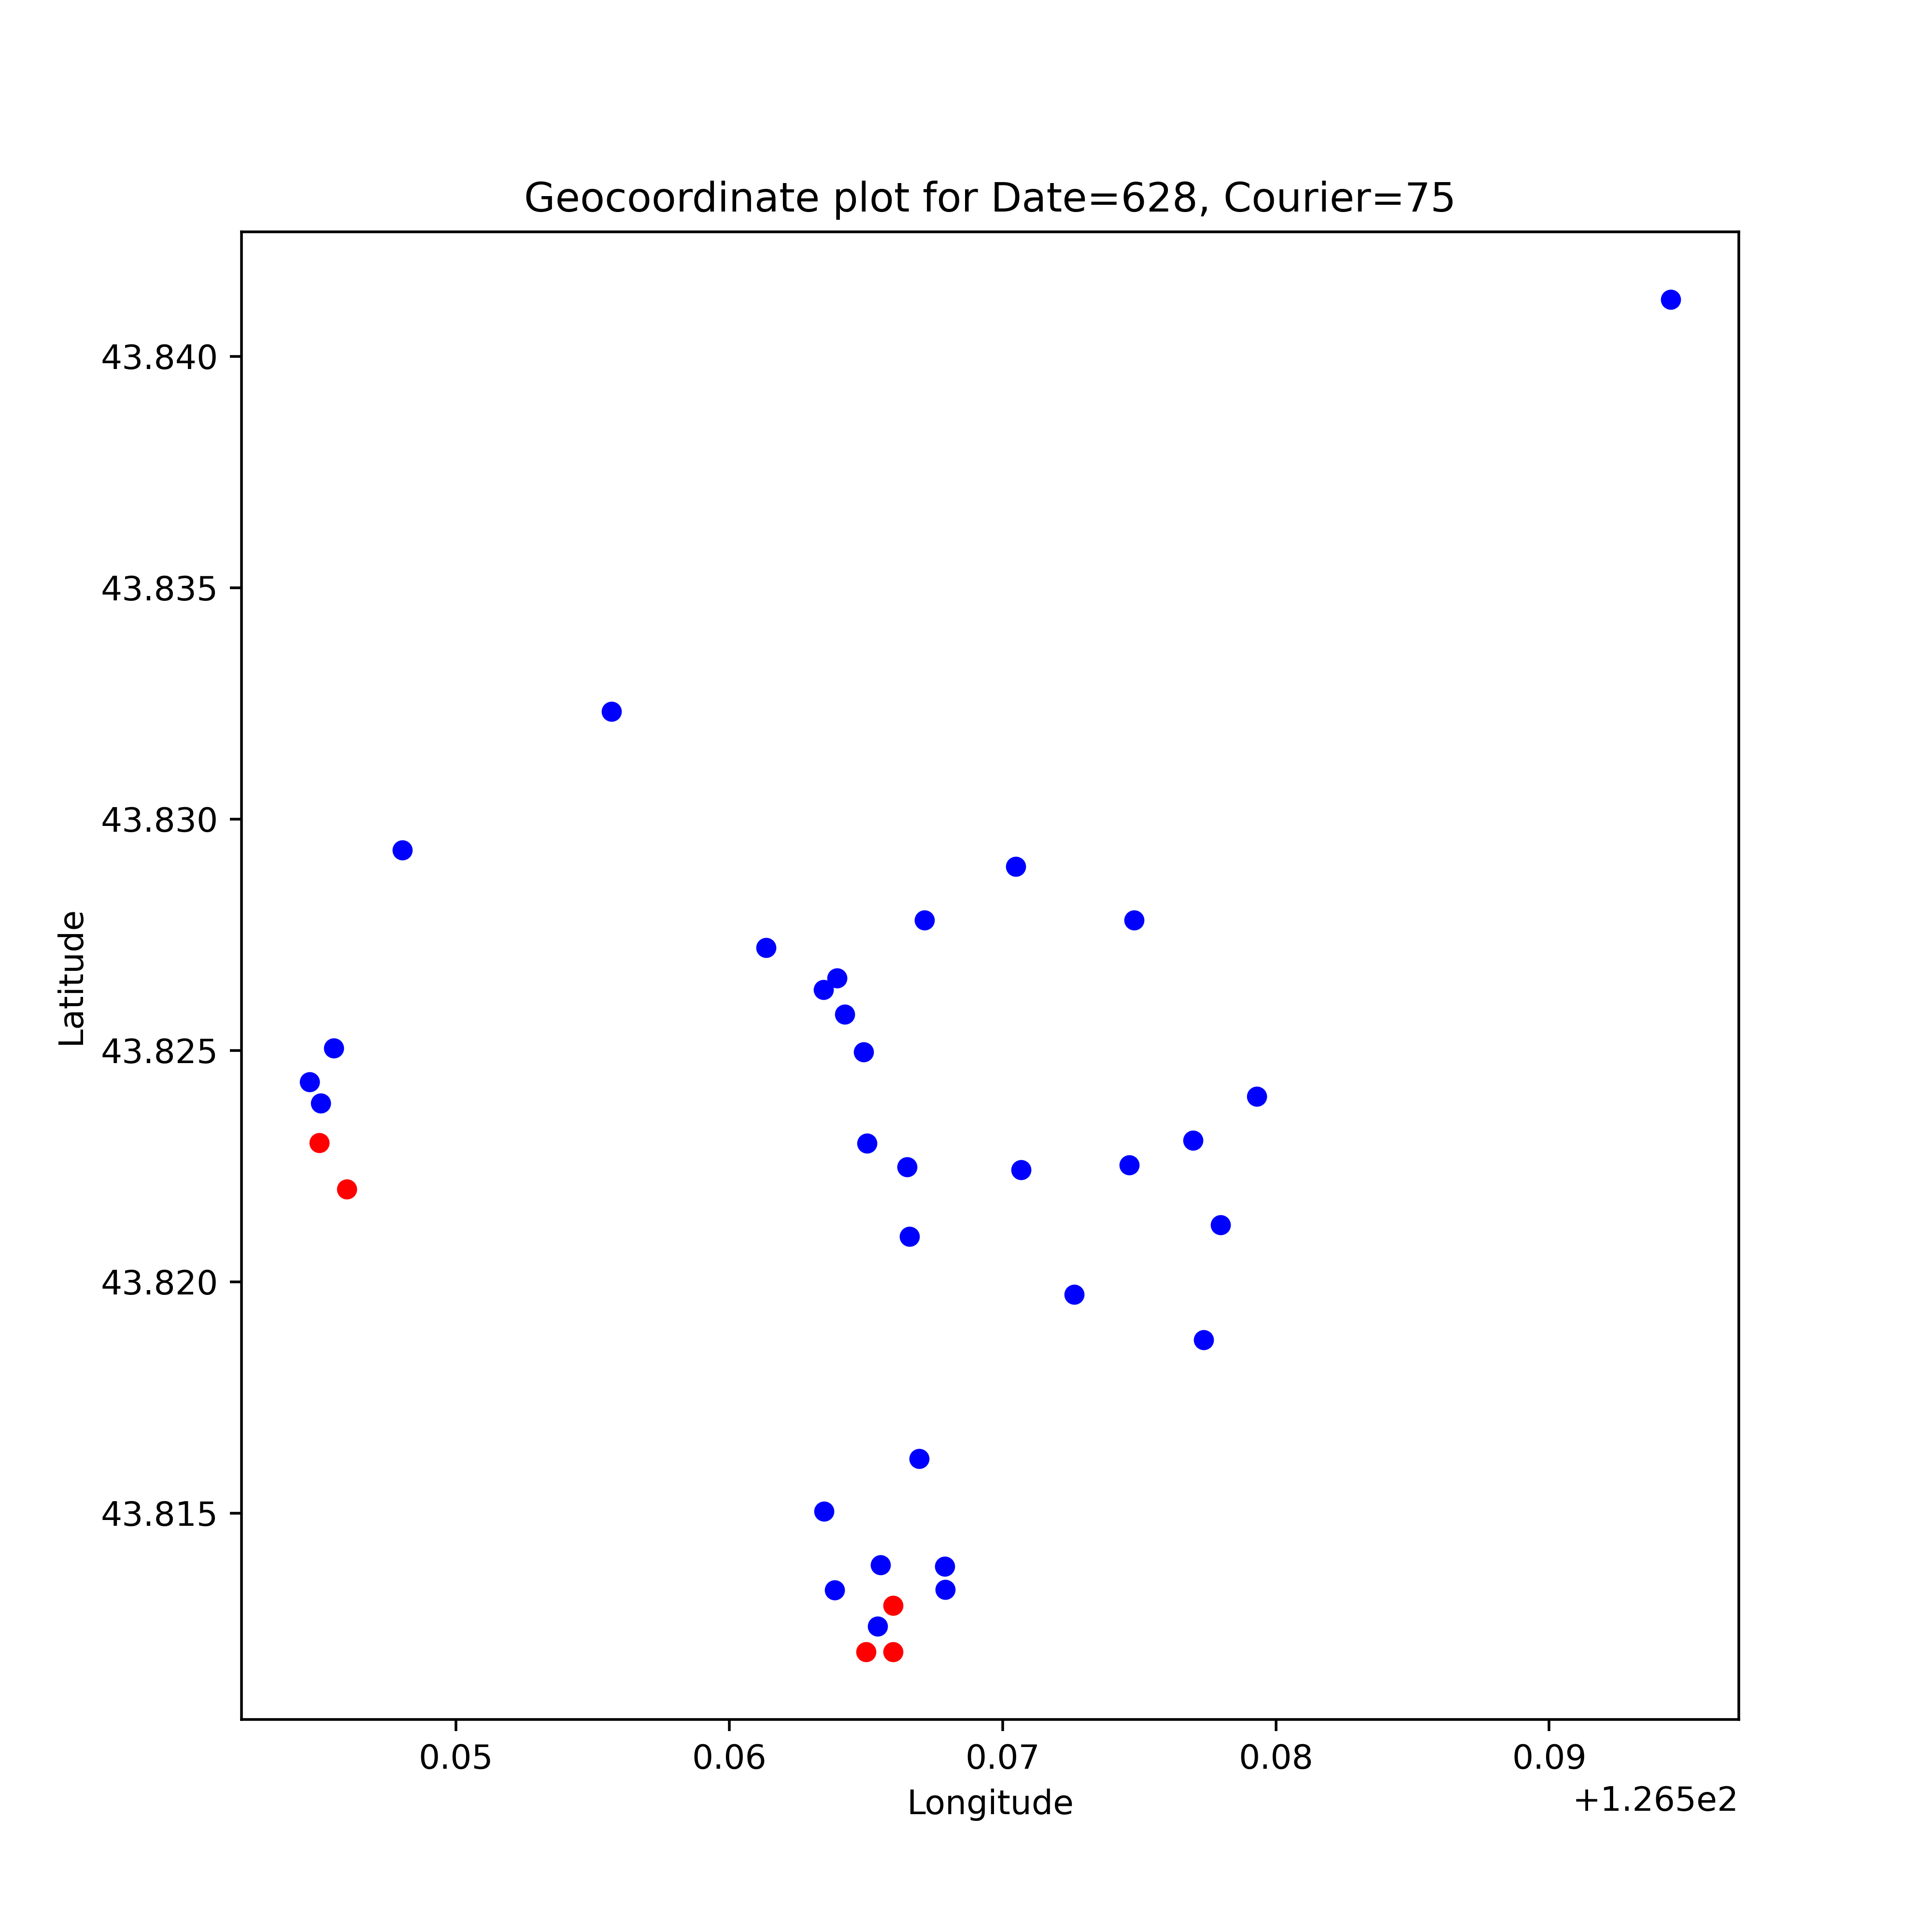 Geocoordinate plot for Date=628, Courier=75
43.840
43.835
43.830
43.825
43.820
43.815
Latitude
0.05 0.06 0.07 0.08 0.09
+1.265e2
Longitude